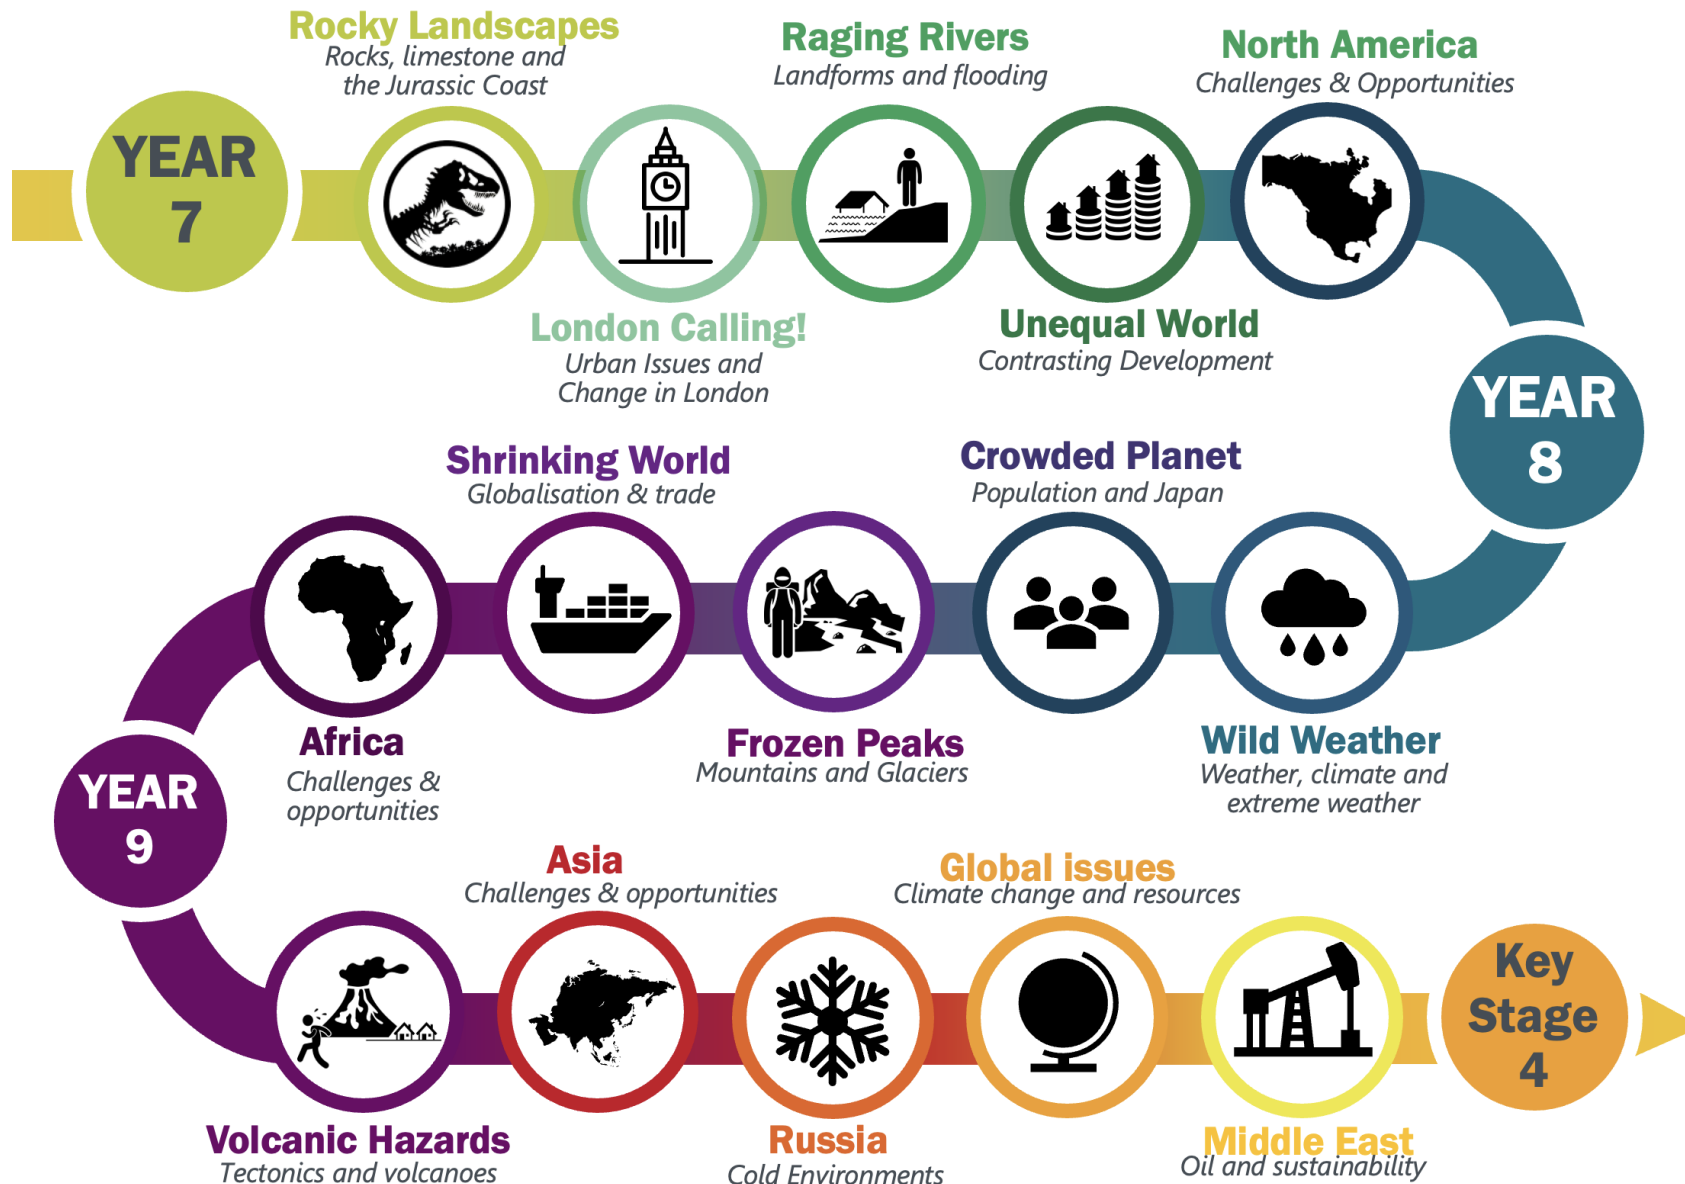 YEAR
7
Rocky Landscapes
Rocks, limestone and
the Jurassic Coast
London Calling!
Urban Issues and
Change in London
Raging Rivers
Landforms and flooding
Unequal World
Contrasting Development
North America
Challenges & Opportunities
YEAR
8
Wild Weather
Weather, climate and
extreme weather
Crowded Planet
Population and Japan
Frozen Peaks
Mountains and Glaciers
Shrinking World
Globalisation & trade
Africa
Challenges &
opportunities
YEAR
9
Volcanic Hazards
Tectonics and volcanoes
Asia
Challenges & opportunities
Russia
Cold Environments
Global issues
Climate change and resources
Middle East
Oil and sustainability
Key
Stage
4